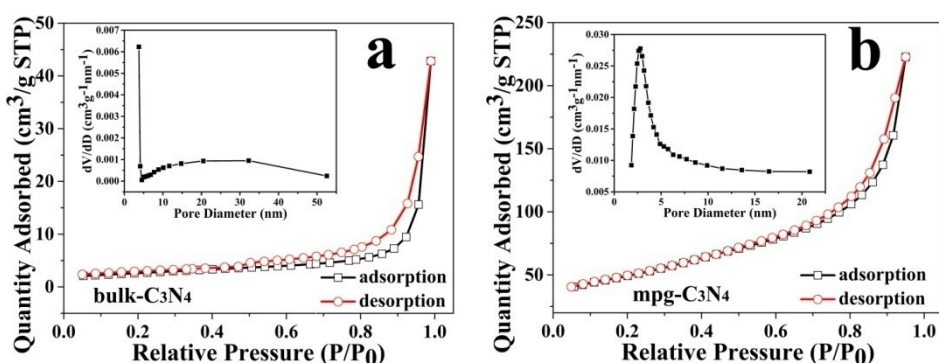 a
Quantity Adsorbed (cm³/g STP)
50
40
30
20
10
0
0.0 0.2 0.4 0.6 0.8 1.0
Relative Pressure (P/P₀)
dV/dD (cm³g⁻¹nm⁻¹)
0.007
0.006
0.005
0.004
0.003
0.002
0.001
0.000
0 10 20 30 40 50
Pore Diameter (nm)
bulk-C₃N₄
adsorption
desorption
b
Quantity Adsorbed (cm³/g STP)
250
200
150
100
50
0
0.0 0.2 0.4 0.6 0.8 1.0
Relative Pressure (P/P₀)
dV/dD (cm³g⁻¹nm⁻¹)
0.030
0.025
0.020
0.015
0.010
0.005
0 5 10 15 20
Pore Diameter (nm)
mpg-C₃N₄
adsorption
desorption